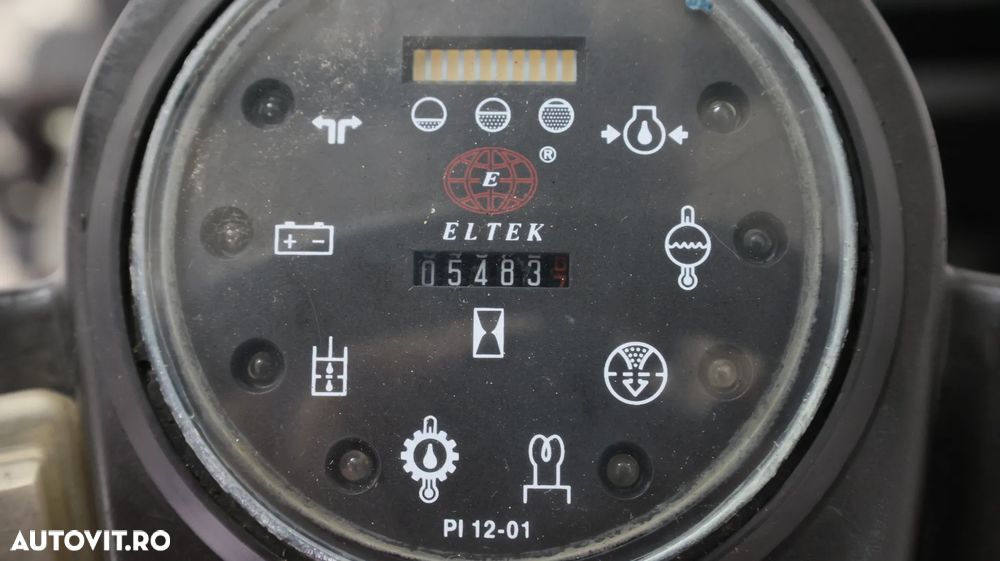 ®
E
ELTEK
05483
PI 12-01
AUTOVIT.RO